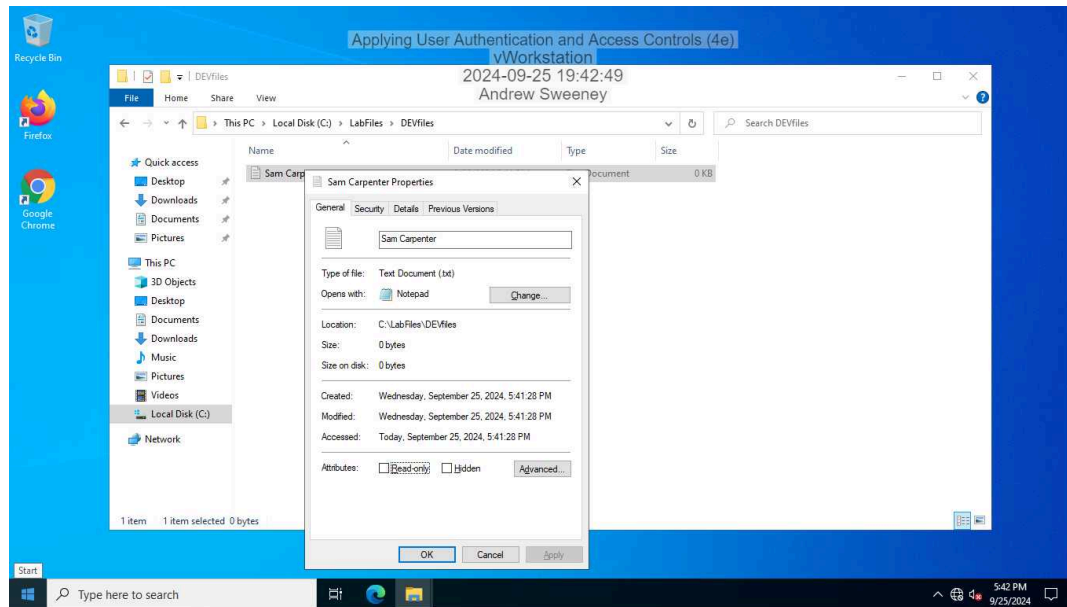 Applying User Authentication and Access Controls (4e)
vWorkstation
2024-09-25 19:42:49
Andrew Sweeney
Recycle Bin
Firefox
Google
Chrome
DEVfiles
File Home Share View
This PC > Local Disk (C:) > LabFiles > DEVfiles
Search DEVfiles
Name Date modified Type Size
Quick access
Desktop
Downloads
Documents
Pictures
This PC
3D Objects
Desktop
Documents
Downloads
Music
Pictures
Videos
Local Disk (C:)
Network
Sam Carp Document 0 KB
Sam Carpenter Properties
General Security Details Previous Versions
Sam Carpenter
Type of file: Text Document (.txt)
Opens with: Notepad Change...
Location: C:\LabFiles\DEVfiles
Size: 0 bytes
Size on disk: 0 bytes
Created: Wednesday, September 25, 2024, 5:41:28 PM
Modified: Wednesday, September 25, 2024, 5:41:28 PM
Accessed: Today, September 25, 2024, 5:41:28 PM
Attributes: Read-only Hidden Advanced...
OK Cancel Apply
1 item 1 item selected 0 bytes
Start
Type here to search
5:42 PM
9/25/2024